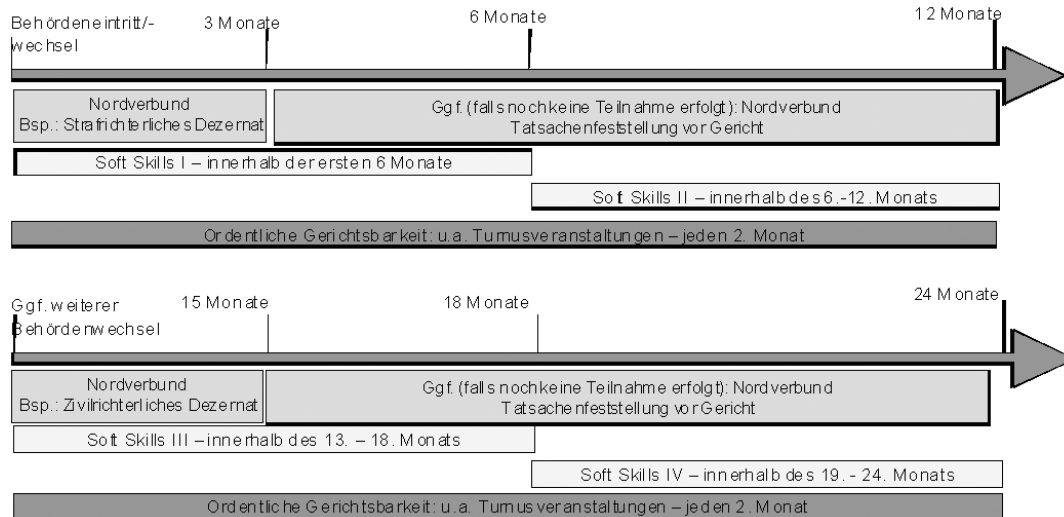 Behördeneintritt/-
wechsel
3 Monate
6 Monate
12 Monate
Nordverbund
Bsp.: Strafrichterliches Dezernat
Ggf. (falls noch keine Teilnahme erfolgt): Nordverbund
Tatsachenfeststellung vor Gericht
Soft Skills I – innerhalb der ersten 6 Monate
Soft Skills II – innerhalb des 6.-12. Monats
Ordentliche Gerichtsbarkeit: u.a. Turnusveranstaltungen – jeden 2. Monat
Ggf. weiterer
Behördenwechsel
15 Monate
18 Monate
24 Monate
Nordverbund
Bsp.: Zivilrichterliches Dezernat
Ggf. (falls noch keine Teilnahme erfolgt): Nordverbund
Tatsachenfeststellung vor Gericht
Soft Skills III – innerhalb des 13. – 18. Monats
Soft Skills IV – innerhalb des 19. - 24. Monats
Ordentliche Gerichtsbarkeit: u.a. Turnusveranstaltungen – jeden 2. Monat